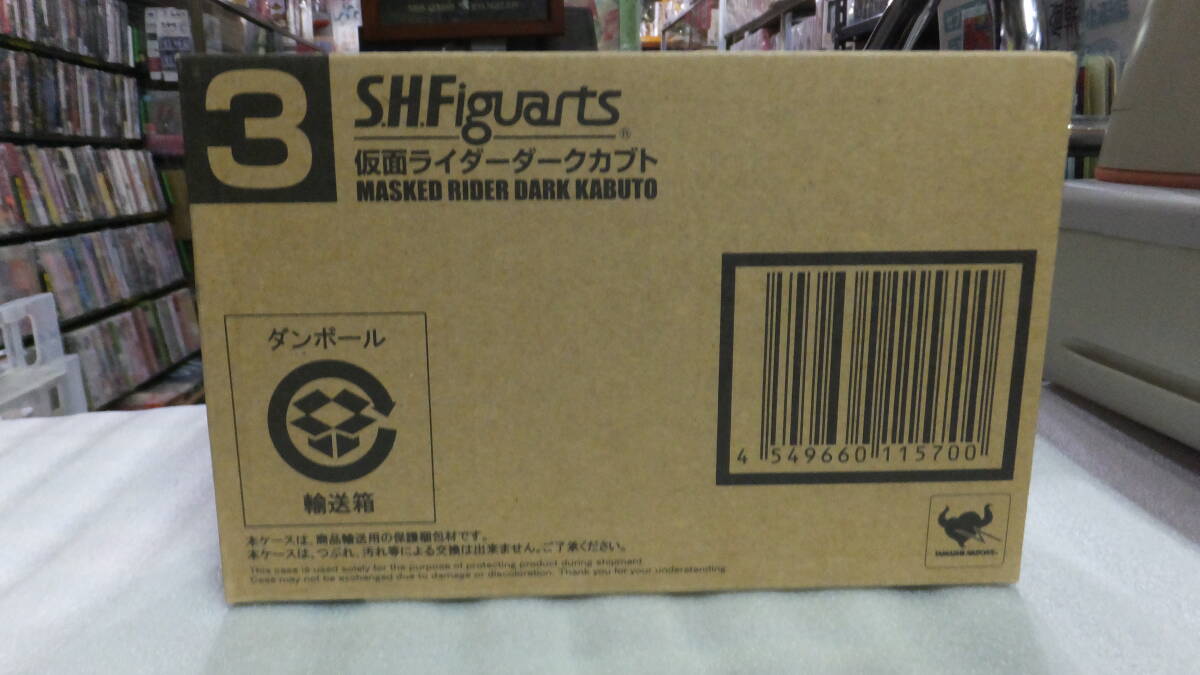 3
S.H.Figuarts®
仮面ライダーダークカブト
MASKED RIDER DARK KABUTO
ダンボール
輸送箱
4 549660 115700
本ケースは、商品輸送用の保護梱包材です。
本ケースは、つぶれ、汚れ等による交換は出来ません。ご了承ください。
This case is used solely for the purpose of protecting product during shipment.
Case may not be exchanged due to damage or discoloration. Thank you for your understanding
TAMASHII NATIONS